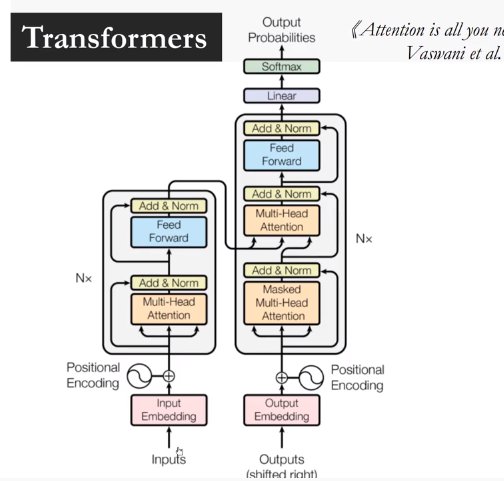 Transformers
《Attention is all you
Vaswani et al.
Output
Probabilities
Softmax
Linear
Add & Norm
Feed
Forward
Add & Norm
Multi-Head
Attention
Add & Norm
Masked
Multi-Head
Attention
Nx
Add & Norm
Feed
Forward
Add & Norm
Multi-Head
Attention
Nx
Positional
Encoding
Positional
Encoding
Input
Embedding
Output
Embedding
Inputs
Outputs
(shifted right)